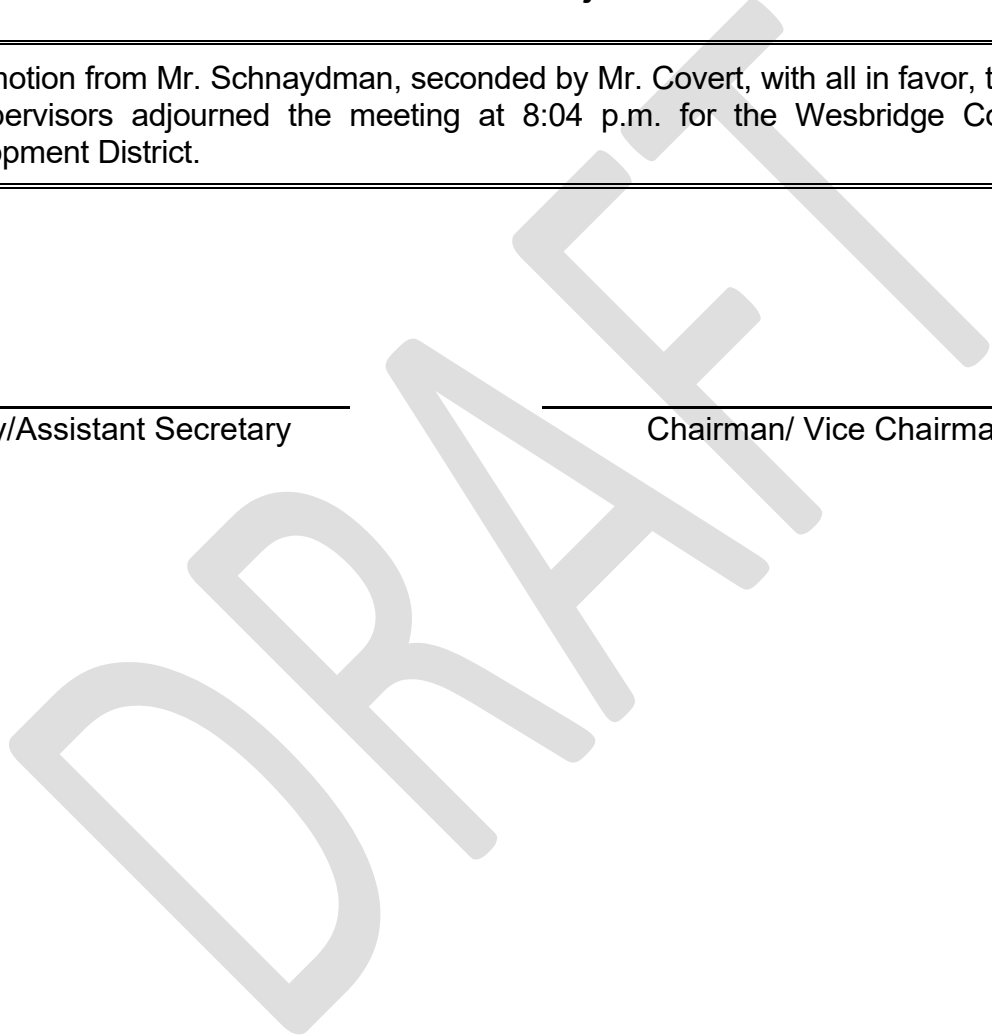 motion from Mr. Schnaydman, seconded by Mr. Covert, with all in favor, t
pervisors adjourned the meeting at 8:04 p.m. for the Wesbridge Co
opment District.
y/Assistant Secretary
Chairman/ Vice Chairma
DRAFT